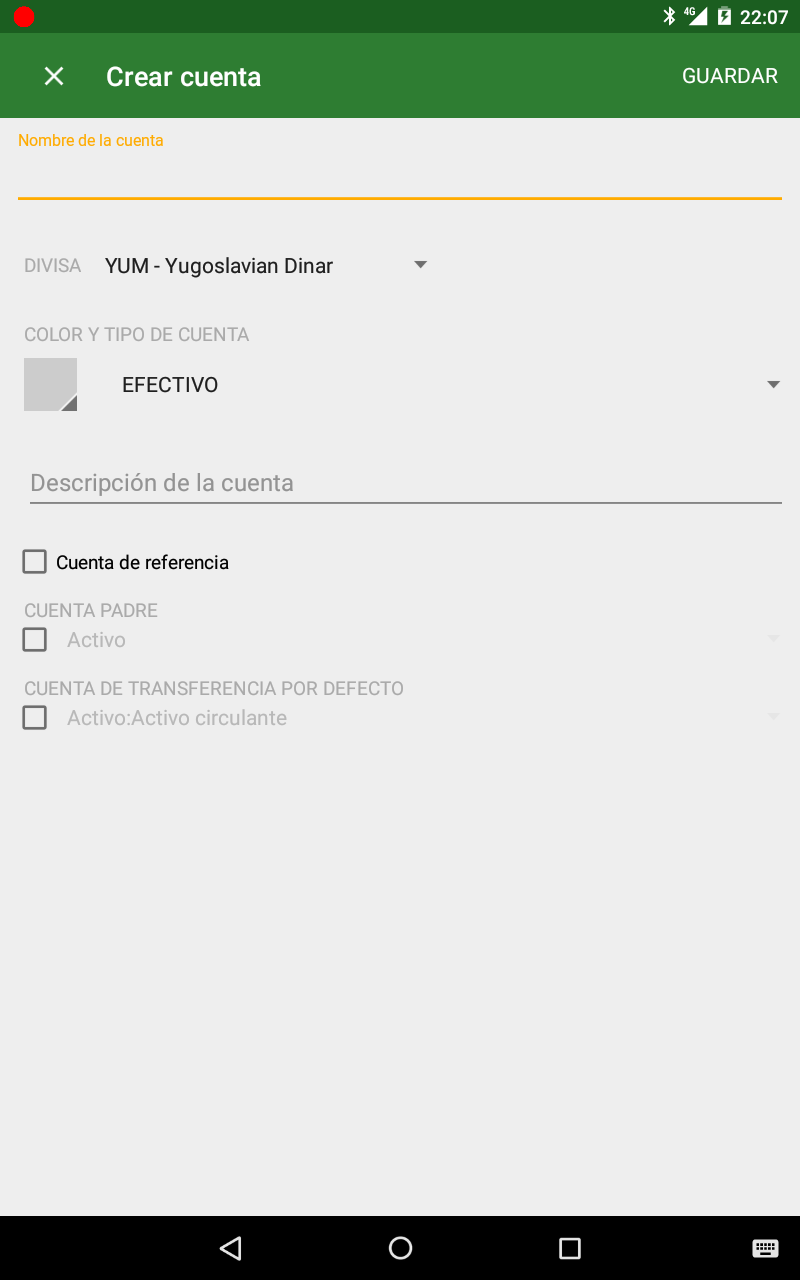 4G 22:07
Crear cuenta GUARDAR
Nombre de la cuenta
DIVISA YUM - Yugoslavian Dinar
COLOR Y TIPO DE CUENTA
EFECTIVO
Descripción de la cuenta
Cuenta de referencia
CUENTA PADRE
Activo
CUENTA DE TRANSFERENCIA POR DEFECTO
Activo:Activo circulante